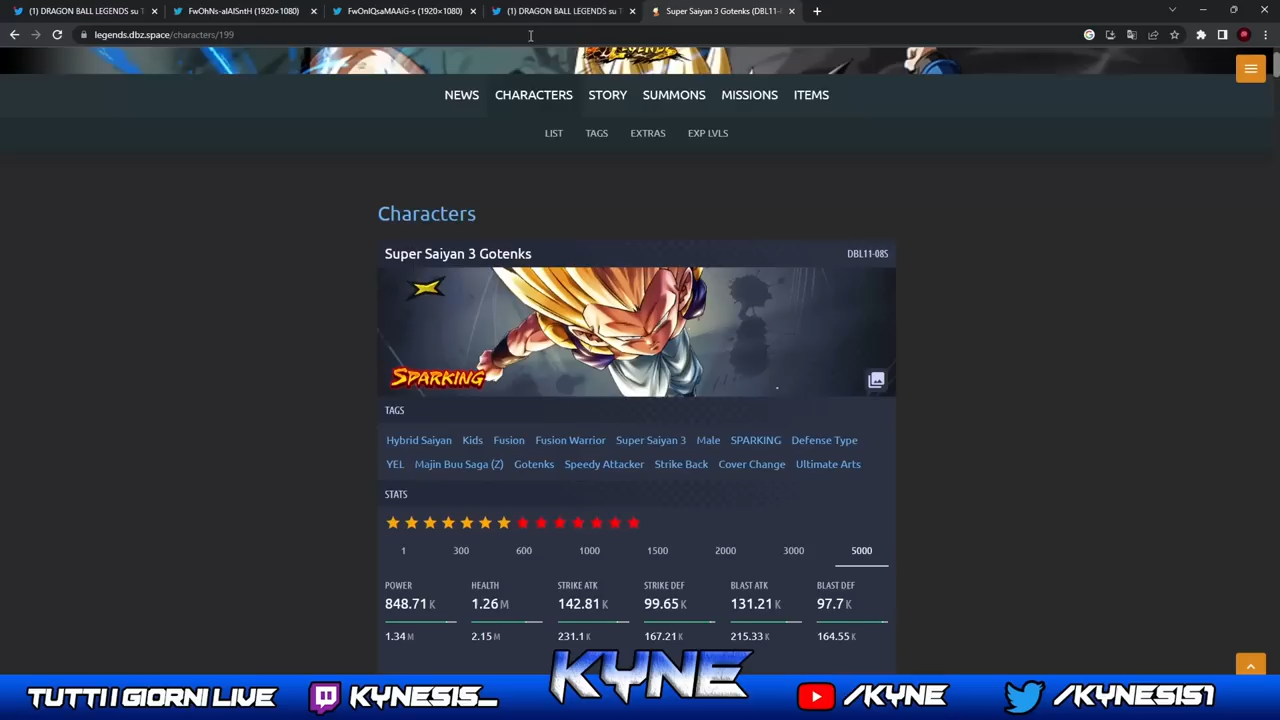 (1) DRAGON BALL LEGENDS su T
FwOhNs-aIAISntH (1920×1080)
FwOnIQsaMAAiG-s (1920×1080)
(1) DRAGON BALL LEGENDS su T
Super Saiyan 3 Gotenks (DBL11-
legends.dbz.space/characters/199
LEGENDS
NEWS CHARACTERS STORY SUMMONS MISSIONS ITEMS
LIST TAGS EXTRAS EXP LVLS
Characters
Super Saiyan 3 Gotenks DBL11-08S
SPARKING
TAGS
Hybrid Saiyan Kids Fusion Fusion Warrior Super Saiyan 3 Male SPARKING Defense Type
YEL Majin Buu Saga (Z) Gotenks Speedy Attacker Strike Back Cover Change Ultimate Arts
STATS
1 300 600 1000 1500 2000 3000 5000
POWER HEALTH STRIKE ATK STRIKE DEF BLAST ATK BLAST DEF
848.71 K 1.26 M 142.81 K 99.65 K 131.21 K 97.7 K
1.34 M 2.15 M 231.1 K 167.21 K 215.33 K 164.55 K
KYNE
TUTTI I GIORNI LIVE KYNESIS_ /KYNE /KYNESIS1